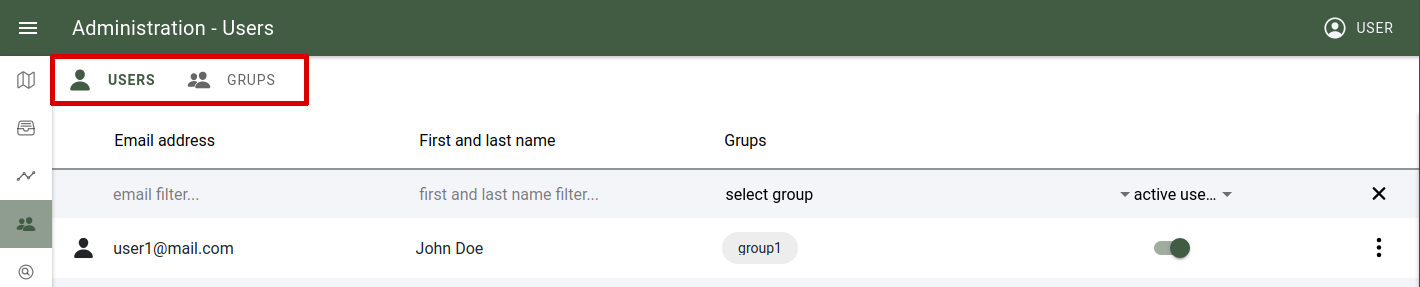 Administration - Users
USER
USERS GRUPS
Email address First and last name Grups
email filter... first and last name filter... select group active use...
user1@mail.com John Doe group1